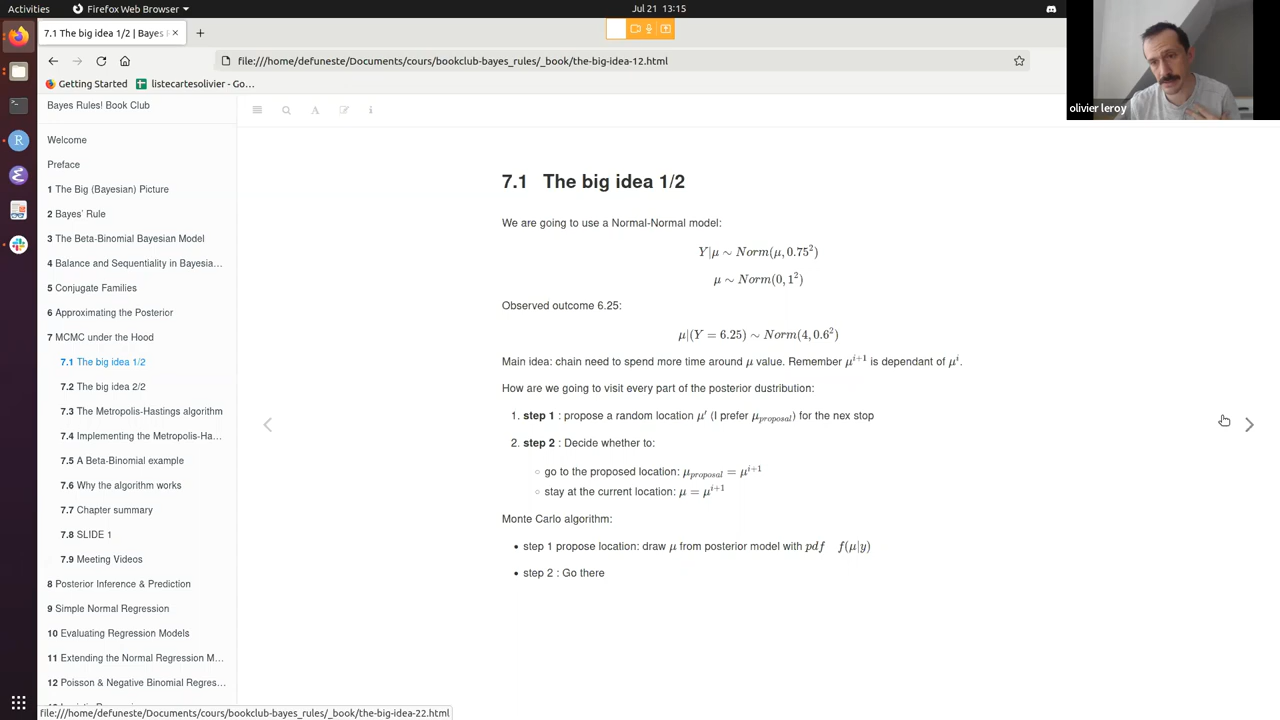 Activities
Firefox Web Browser
Jul 21 13:15
7.1 The big idea 1/2 | Bayes R
file:///home/defuneste/Documents/cours/bookclub-bayes_rules/_book/the-big-idea-12.html
Getting Started
listecartesolivier - Go…
olivier leroy
Bayes Rules! Book Club
Welcome
Preface
1 The Big (Bayesian) Picture
2 Bayes' Rule
3 The Beta-Binomial Bayesian Model
4 Balance and Sequentiality in Bayesia…
5 Conjugate Families
6 Approximating the Posterior
7 MCMC under the Hood
7.1 The big idea 1/2
7.2 The big idea 2/2
7.3 The Metropolis-Hastings algorithm
7.4 Implementing the Metropolis-Ha…
7.5 A Beta-Binomial example
7.6 Why the algorithm works
7.7 Chapter summary
7.8 SLIDE 1
7.9 Meeting Videos
8 Posterior Inference & Prediction
9 Simple Normal Regression
10 Evaluating Regression Models
11 Extending the Normal Regression M…
12 Poisson & Negative Binomial Regres…
7.1 The big idea 1/2
We are going to use a Normal-Normal model:
Y|μ ∼ Norm(μ, 0.75²)
μ ∼ Norm(0, 1²)
Observed outcome 6.25:
μ|(Y = 6.25) ∼ Norm(4, 0.6²)
Main idea: chain need to spend more time around μ value. Remember μ^{i+1} is dependant of μ^i.
How are we going to visit every part of the posterior dustribution:
1. step 1 : propose a random location μ′ (I prefer μ_{proposal}) for the nex stop
2. step 2 : Decide whether to:
○ go to the proposed location: μ_{proposal} = μ^{i+1}
○ stay at the current location: μ = μ^{i+1}
Monte Carlo algorithm:
• step 1 propose location: draw μ from posterior model with pdf f(μ|y)
• step 2 : Go there
file:///home/defuneste/Documents/cours/bookclub-bayes_rules/_book/the-big-idea-22.html